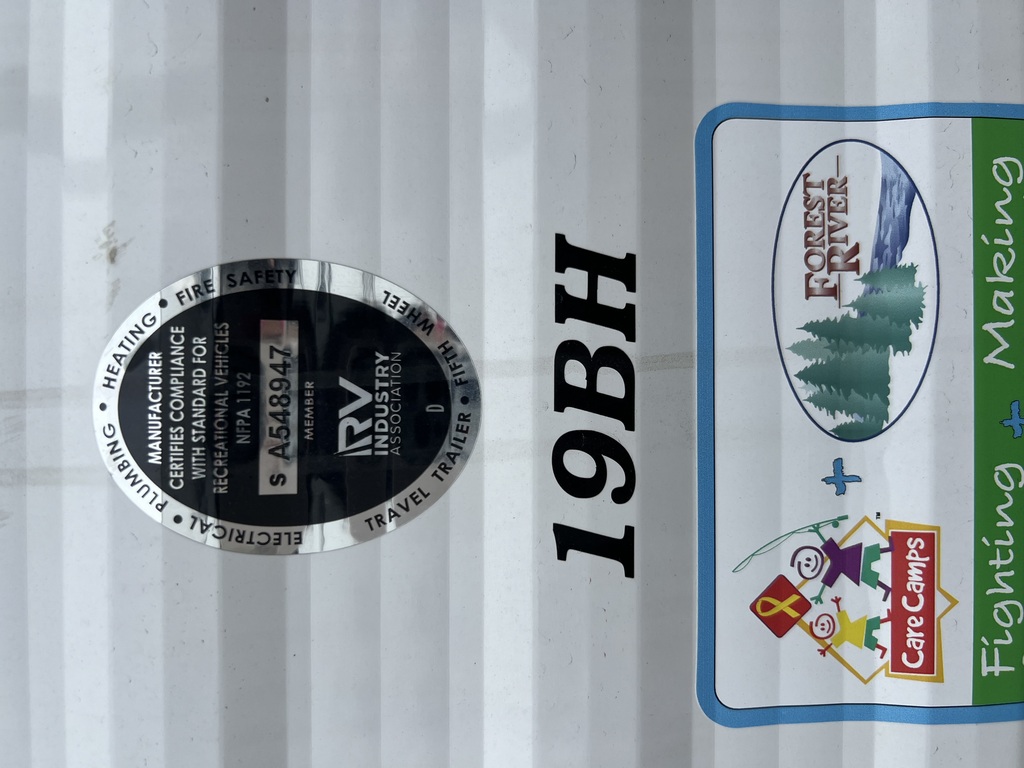 PLUMBING • HEATING • FIRE SAFETY
MANUFACTURER
CERTIFIES COMPLIANCE
WITH STANDARD FOR
RECREATIONAL VEHICLES
NFPA 1192
S A548947
MEMBER
RV
INDUSTRY
ASSOCIATION
D
ELECTRICAL •
TRAVEL TRAILER • FIFTH WHEEL
19BH
Care Camps
™
+
FOREST
RIVER
Fighting + Making